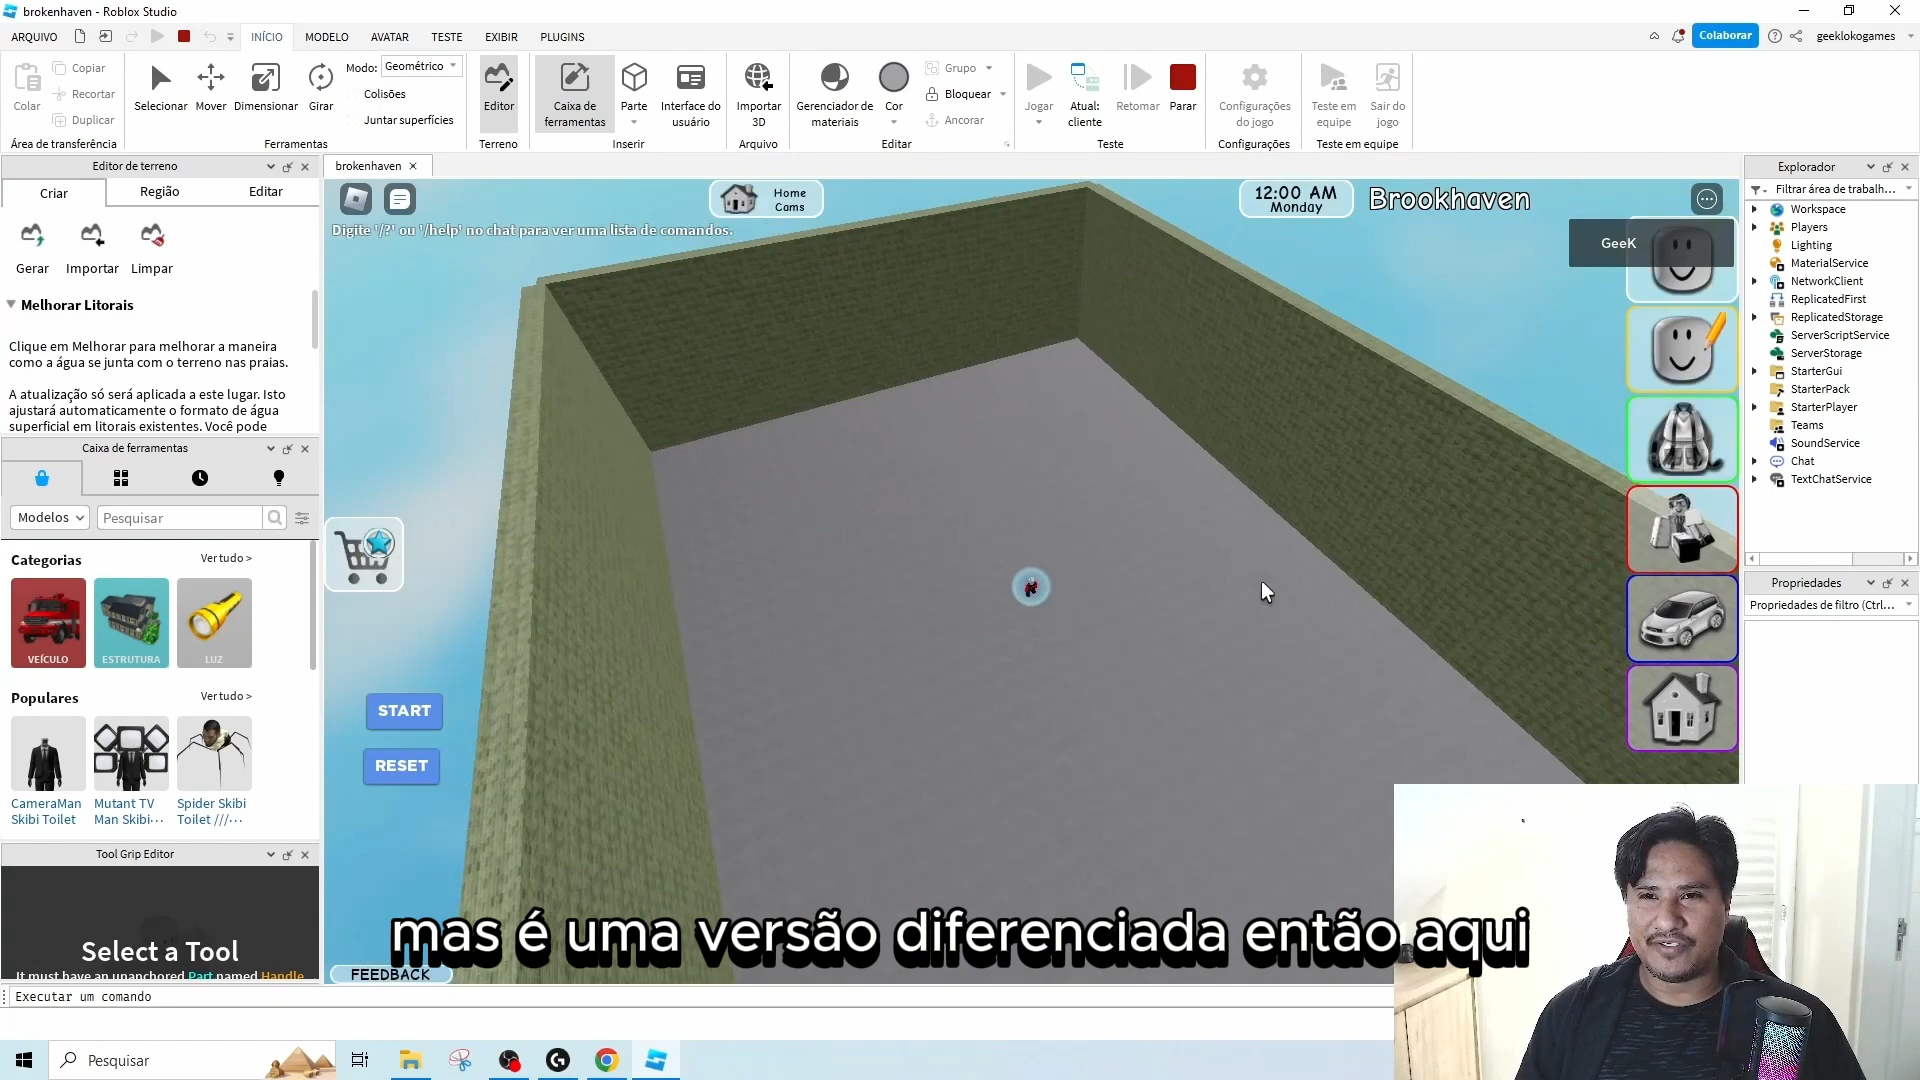 brokenhaven - Roblox Studio
ARQUIVO
INÍCIO
MODELO
AVATAR
TESTE
EXIBIR
PLUGINS
Colaborar
geeklokogames
Colar
Copiar
Recortar
Duplicar
Área de transferência
Selecionar
Mover
Dimensionar
Girar
Modo:
Geométrico
Colisões
Juntar superfícies
Ferramentas
Editor
Terreno
Caixa de
ferramentas
Parte
Interface do
usuário
Inserir
Importar
3D
Arquivo
Gerenciador de
materiais
Cor
Grupo
Bloquear
Ancorar
Editar
Jogar
Atual:
cliente
Retomar
Parar
Teste
Configurações
do jogo
Configurações
Teste em
equipe
Sair do
jogo
Teste em equipe
Editor de terreno
Criar
Região
Editar
Gerar
Importar
Limpar
Melhorar Litorais
Clique em Melhorar para melhorar a maneira
como a água se junta com o terreno nas praias.
A atualização só será aplicada a este lugar. Isto
ajustará automaticamente o formato de água
superficial em litorais existentes. Você pode
Caixa de ferramentas
Modelos
Pesquisar
Categorias
Ver tudo >
VEÍCULO
ESTRUTURA
LUZ
Populares
Ver tudo >
CameraMan
Skibi Toilet
Mutant TV
Man Skibi···
Spider Skibi
Toilet ///···
Tool Grip Editor
Select a Tool
It must have an unanchored Part named Handle
Executar um comando
brokenhaven
Home
Cams
12:00 AM
Monday
Brookhaven
Digite '/?' ou '/help' no chat para ver uma lista de comandos.
GeeK
START
RESET
FEEDBACK
mas é uma versão diferenciada então aqui
Explorador
Filtrar área de trabalh...
Workspace
Players
Lighting
MaterialService
NetworkClient
ReplicatedFirst
ReplicatedStorage
ServerScriptService
ServerStorage
StarterGui
StarterPack
StarterPlayer
Teams
SoundService
Chat
TextChatService
Propriedades
Propriedades de filtro (Ctrl...
Pesquisar